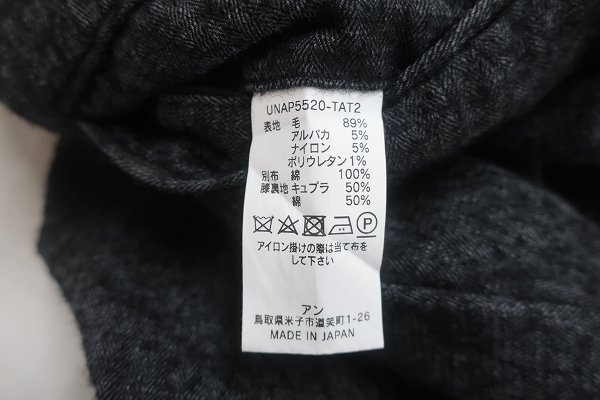 UNAP5520-TAT2
表地 毛 89%
アルパカ 5%
ナイロン 5%
ポリウレタン 1%
別布 綿 100%
膝裏地 キュプラ 50%
綿 50%
P
アイロン掛けの際は当て布を
して下さい
アン
鳥取県米子市道笑町1-26
MADE IN JAPAN